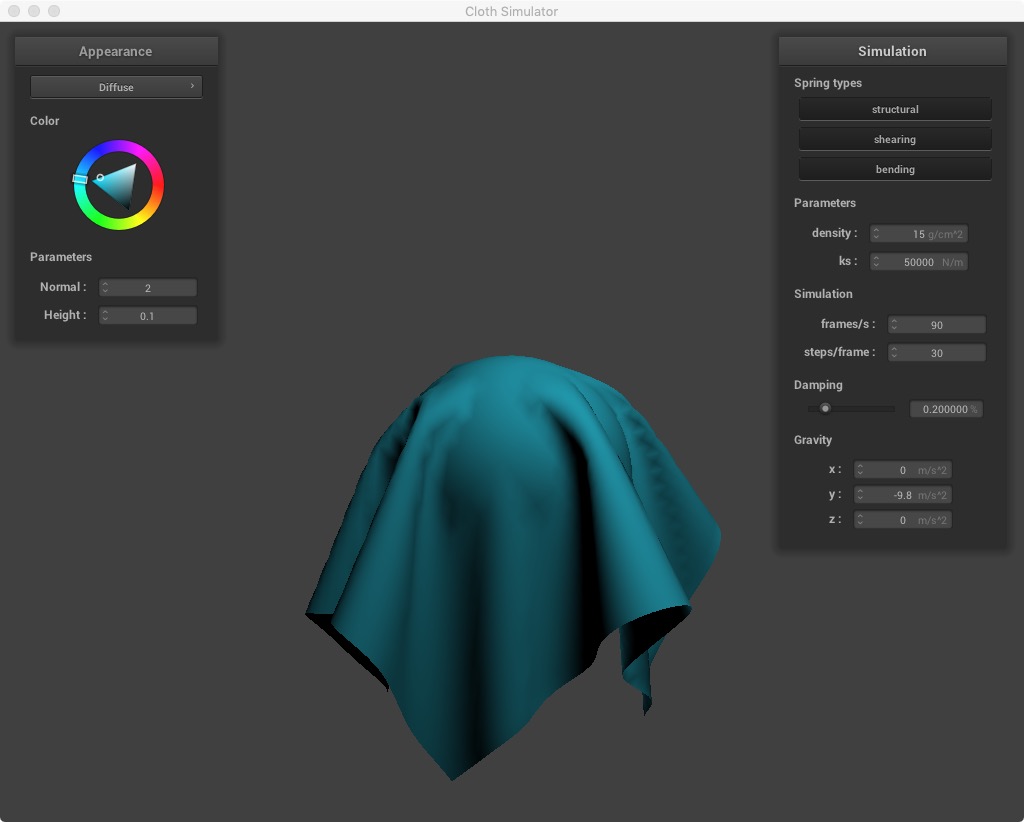 Cloth Simulator
Appearance
Diffuse
Color
Parameters
Normal : 2
Height : 0.1
Simulation
Spring types
structural
shearing
bending
Parameters
density : 15 g/cm^2
ks : 50000 N/m
Simulation
frames/s : 90
steps/frame : 30
Damping
0.200000 %
Gravity
x : 0 m/s^2
y : -9.8 m/s^2
z : 0 m/s^2